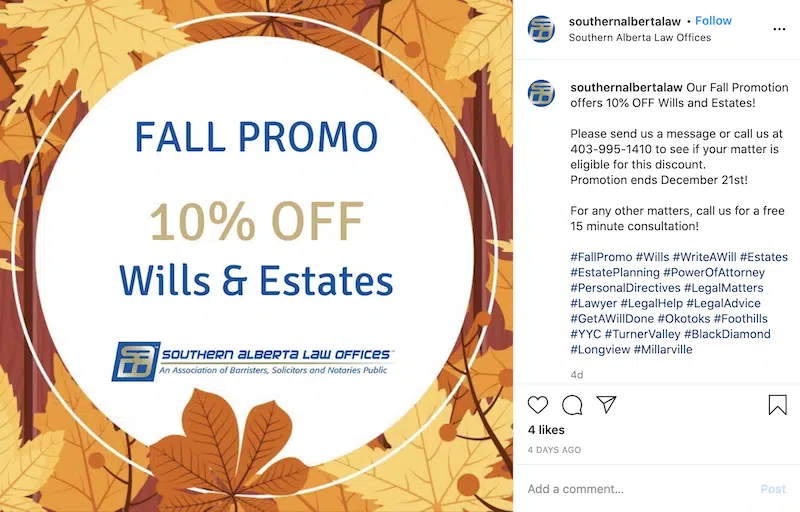 FALL PROMO
10% OFF
Wills & Estates
SOUTHERN ALBERTA LAW OFFICES™
An Association of Barristers, Solicitors and Notaries Public
southernalbertalaw • Follow
Southern Alberta Law Offices
southernalbertalaw Our Fall Promotion
offers 10% OFF Wills and Estates!
Please send us a message or call us at
403-995-1410 to see if your matter is
eligible for this discount.
Promotion ends December 21st!
For any other matters, call us for a free
15 minute consultation!
#FallPromo #Wills #WriteAWill #Estates
#EstatePlanning #PowerOfAttorney
#PersonalDirectives #LegalMatters
#Lawyer #LegalHelp #LegalAdvice
#GetAWillDone #Okotoks #Foothills
#YYC #TurnerValley #BlackDiamond
#Longview #Millarville
4d
4 likes
4 DAYS AGO
Add a comment... Post